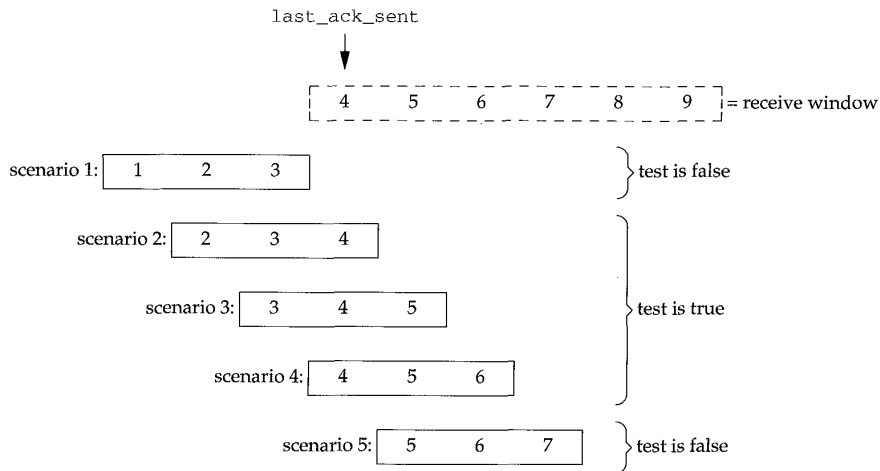 last_ack_sent
4 5 6 7 8 9 = receive window
scenario 1: 1 2 3 test is false
scenario 2: 2 3 4
scenario 3: 3 4 5 test is true
scenario 4: 4 5 6
scenario 5: 5 6 7 test is false